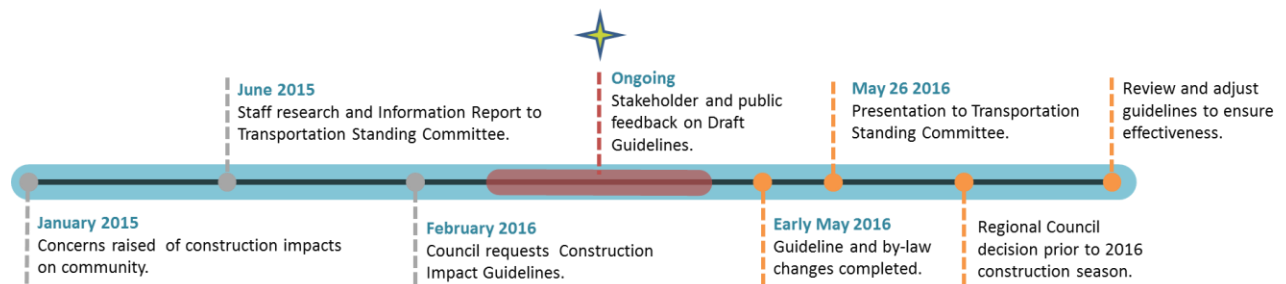 June 2015
Staff research and Information Report to
Transportation Standing Committee.
Ongoing
Stakeholder and public
feedback on Draft
Guidelines.
May 26 2016
Presentation to Transportation
Standing Committee.
Review and adjust
guidelines to ensure
effectiveness.
January 2015
Concerns raised of construction impacts
on community.
February 2016
Council requests Construction
Impact Guidelines.
Early May 2016
Guideline and by-law
changes completed.
Regional Council
decision prior to 2016
construction season.